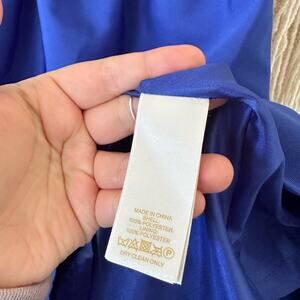 MADE IN CHINA
SHELL:
100% POLYESTER
LINING:
100% POLYESTER
DRY CLEAN ONLY